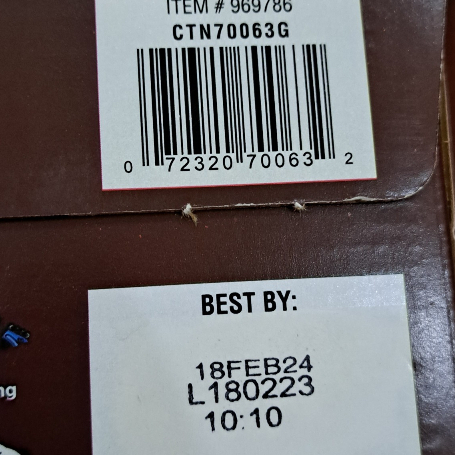 ITEM # 969786
CTN70063G
0 72320 70063 2
BEST BY:
18FEB24
L180223
10:10